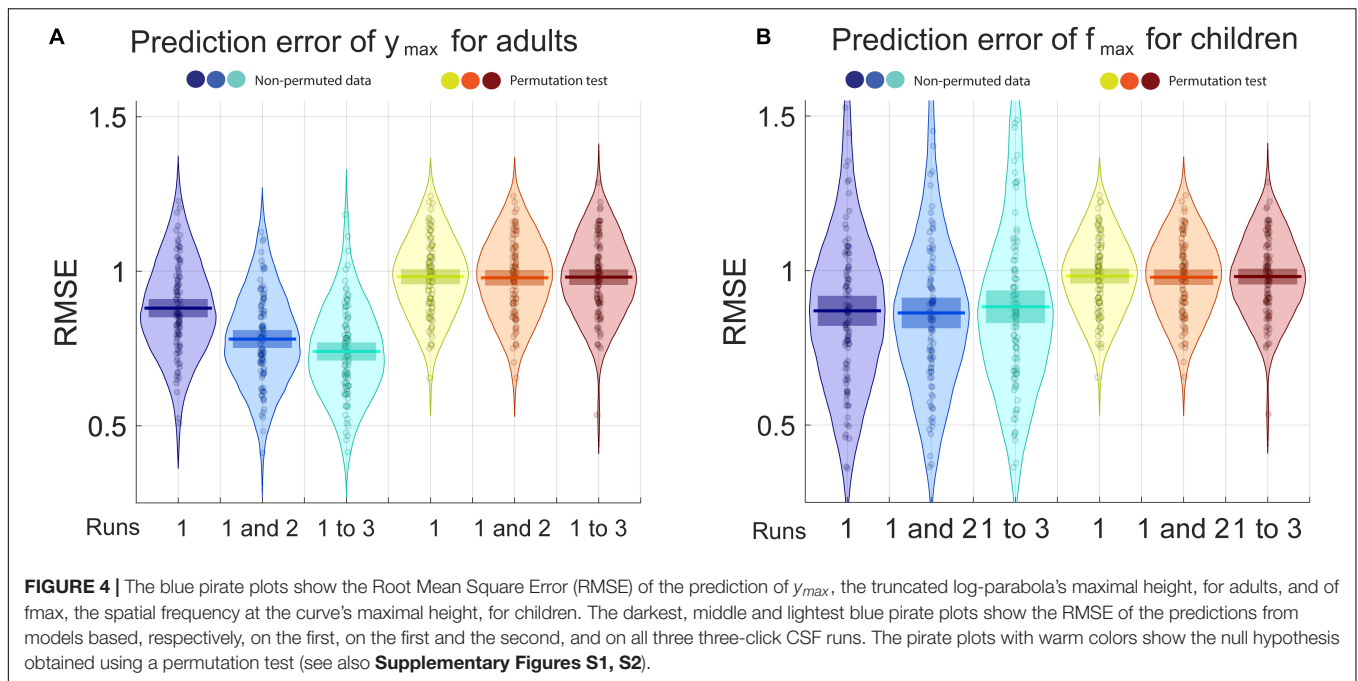 A Prediction error of y max for adults
Non-permuted data Permutation test
1.5
1
0.5
RMSE
Runs 1 1 and 2 1 to 3 1 1 and 2 1 to 3
B Prediction error of f max for children
Non-permuted data Permutation test
1.5
1
0.5
RMSE
Runs 1 1 and 2 1 to 3 1 1 and 2 1 to 3
FIGURE 4 | The blue pirate plots show the Root Mean Square Error (RMSE) of the prediction of ymax, the truncated log-parabola's maximal height, for adults, and of
fmax, the spatial frequency at the curve's maximal height, for children. The darkest, middle and lightest blue pirate plots show the RMSE of the predictions from
models based, respectively, on the first, on the first and the second, and on all three three-click CSF runs. The pirate plots with warm colors show the null hypothesis
obtained using a permutation test (see also Supplementary Figures S1, S2).